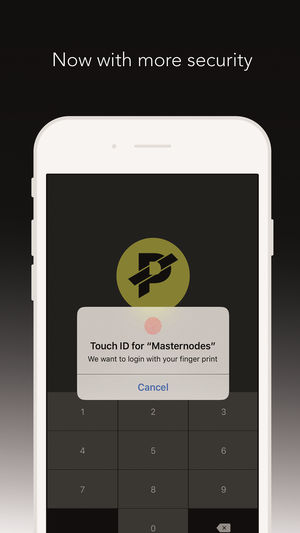 Now with more security
Touch ID for “Masternodes”
We want to login with your finger print
Cancel
1 2 3
4 5 6
7 8 9
0